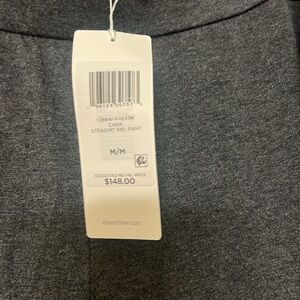 CHAR
STRAIGHT ANL PANT
M/M
SUGGESTED RETAIL PRICE
$148.00
eileenfisher.com